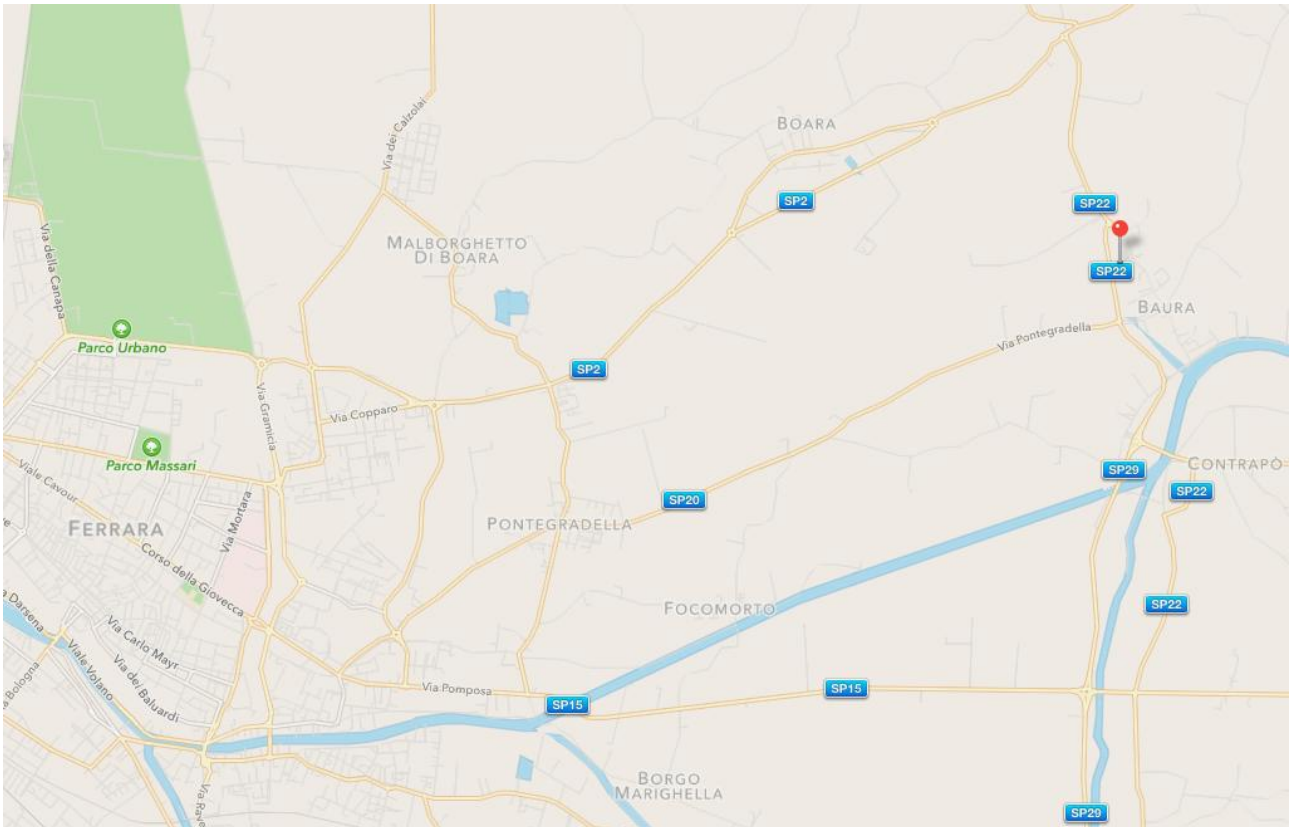 BOARA
Via dei Calzolai
SP2
SP22
MALBORGHETTO
DI BOARA
Via della Canapa
SP22
BAURA
Via Pontegradella
Parco Urbano
SP2
Via Gramicia
Via Copparo
Parco Massari
Viale Cavour
SP29
CONTRAPÒ
SP22
SP20
FERRARA
Via Mortara
PONTEGRADELLA
Corso della Giovecca
FOCOMORTO
SP22
Via Carlo Mayr
Darsena
Viale Volano
Via dei Baluardi
Bologna
Via Pomposa
SP15
SP15
BORGO
MARIGHELLA
SP29